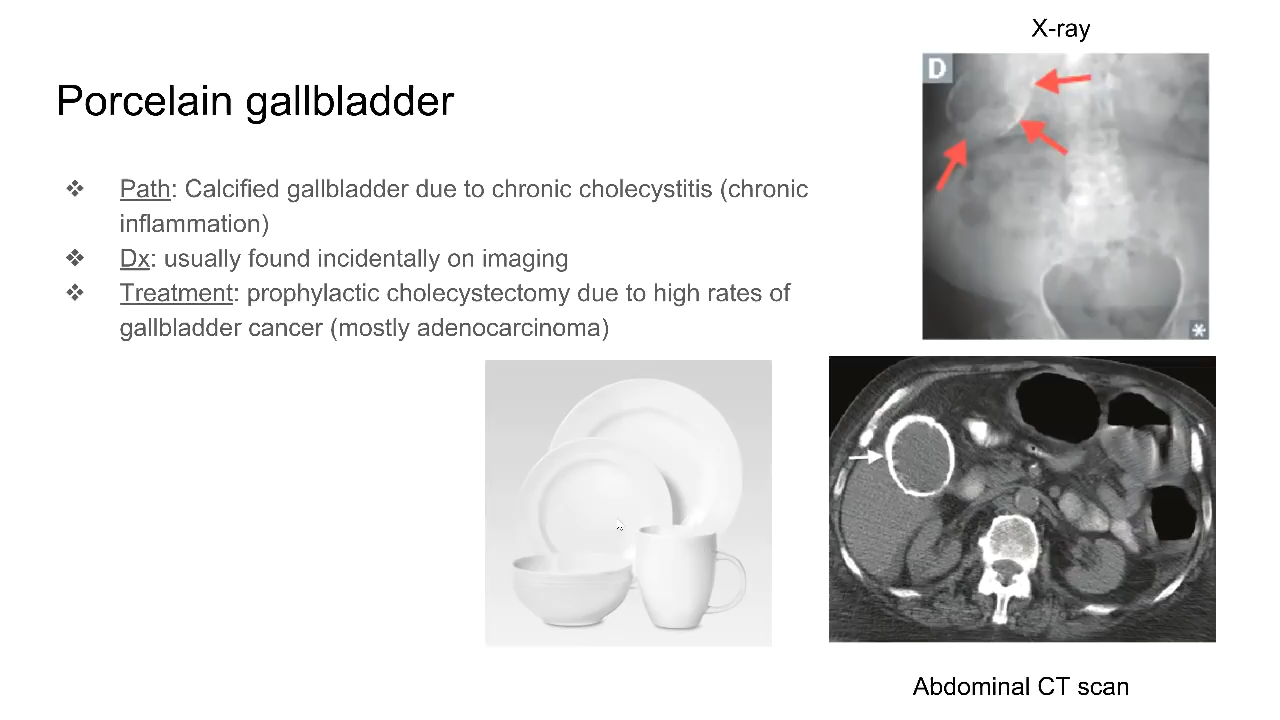 X-ray
D
Porcelain gallbladder
❖ Path: Calcified gallbladder due to chronic cholecystitis (chronic
inflammation)
❖ Dx: usually found incidentally on imaging
❖ Treatment: prophylactic cholecystectomy due to high rates of
gallbladder cancer (mostly adenocarcinoma)
*
Abdominal CT scan